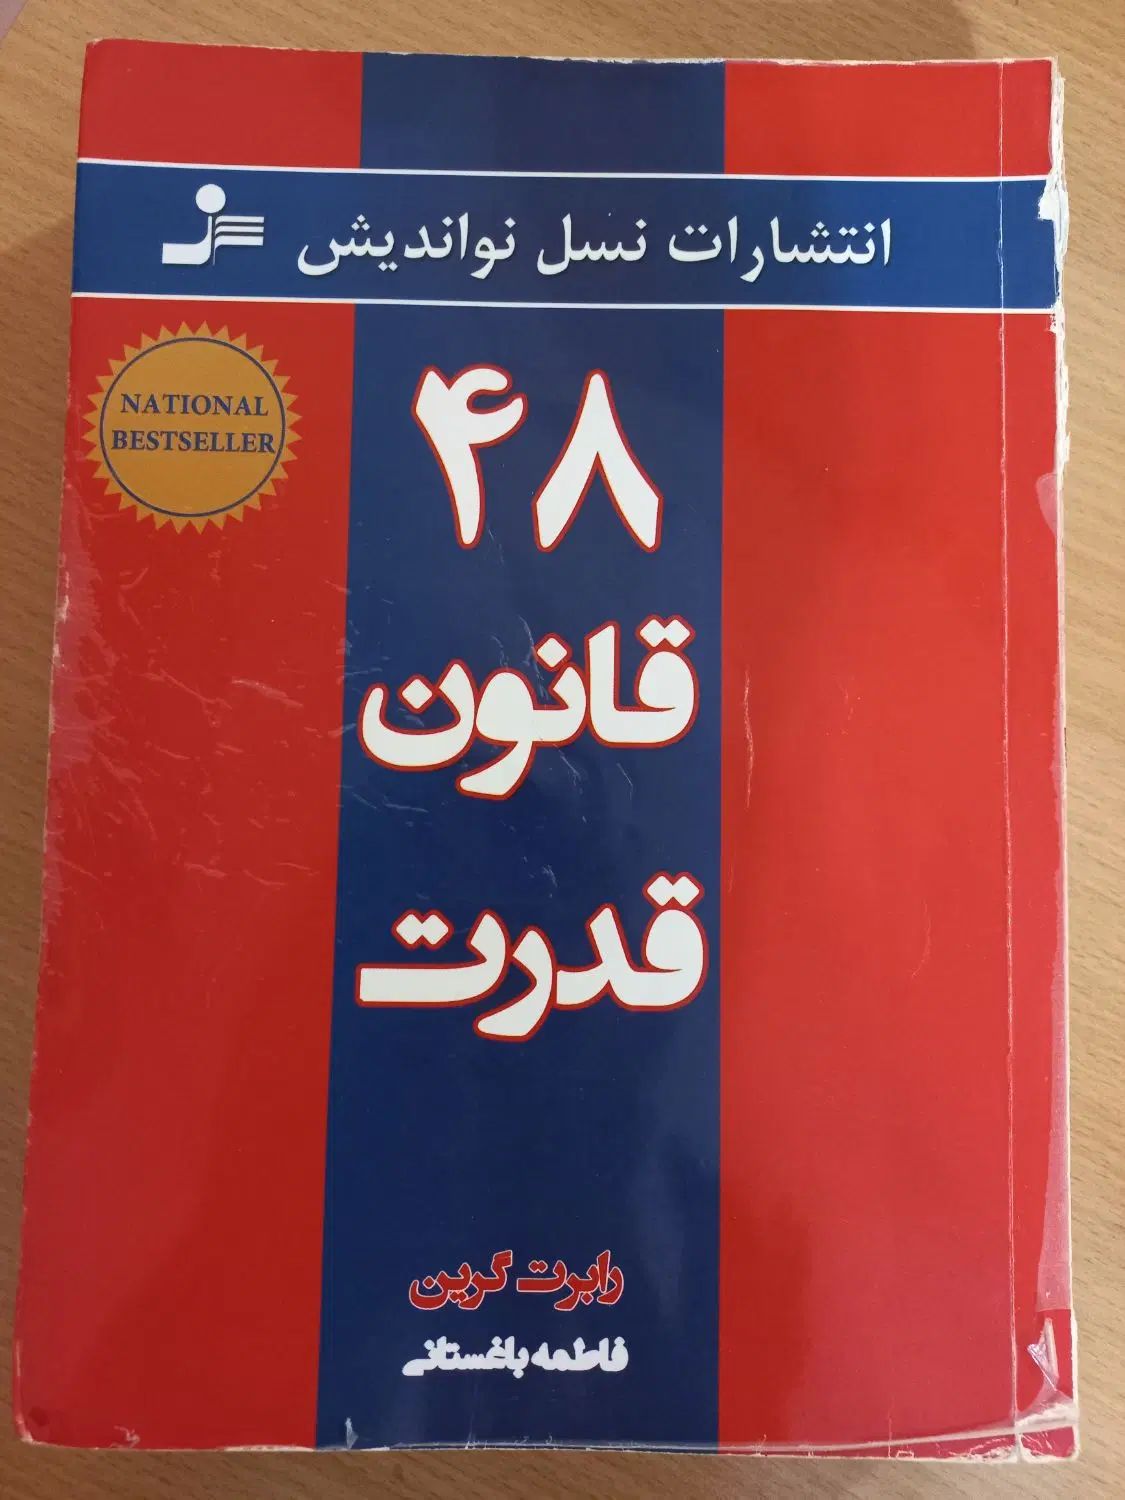 انتشارات نسل نواندیش
NATIONAL
BESTSELLER
۴۸
قانون
قدرت
رابرت گرین
فاطمه باغستانی